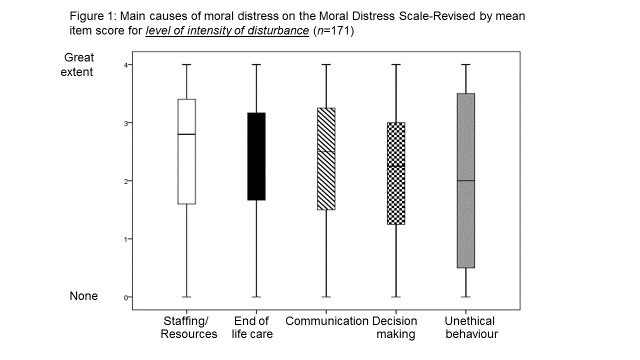 Figure 1: Main causes of moral distress on the Moral Distress Scale-Revised by mean
item score for level of intensity of disturbance (n=171)
Great
extent
4
3
2
1
0
None
Staffing/
Resources
End of
life care
Communication
Decision
making
Unethical
behaviour